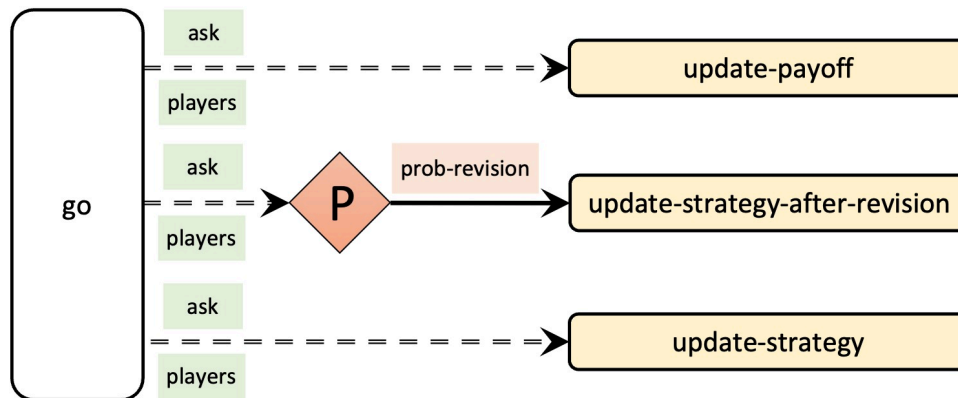 ask
update-payoff
players
ask
prob-revision
go
P
update-strategy-after-revision
players
ask
update-strategy
players